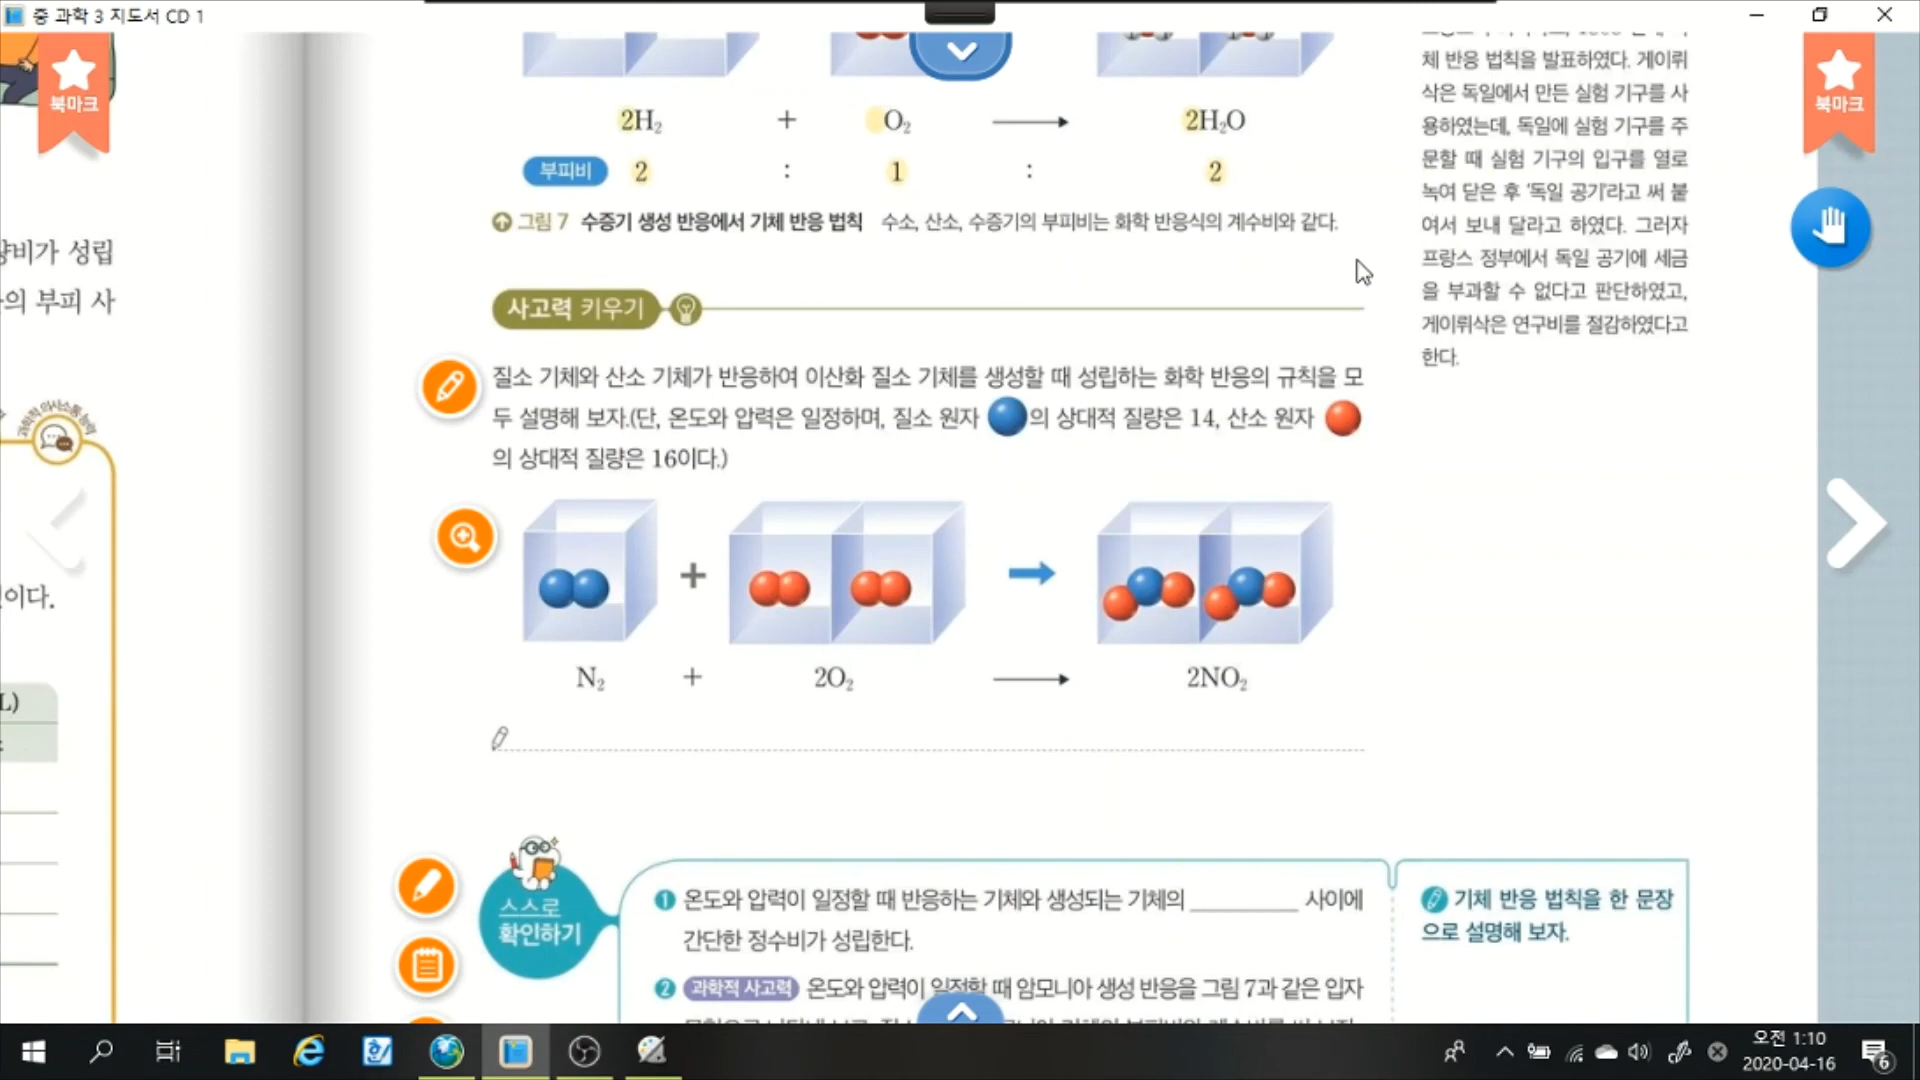 중 과학 3 지도서 CD 1
북마크
북마크
2H₂ + O₂ → 2H₂O
부피비 2 : 1 : 2
그림 7 수증기 생성 반응에서 기체 반응 법칙 수소, 산소, 수증기의 부피비는 화학 반응식의 계수비와 같다.
체 반응 법칙을 발표하였다. 게이뤼
삭은 독일에서 만든 실험 기구를 사
용하였는데, 독일에 실험 기구를 주
문할 때 실험 기구의 입구를 열로
녹여 닫은 후 '독일 공기'라고 써 붙
여서 보내 달라고 하였다. 그러자
프랑스 정부에서 독일 공기에 세금
을 부과할 수 없다고 판단하였고,
게이뤼삭은 연구비를 절감하였다고
한다.
성립
의 부피 사
과학적 의사소통 능력
이다.
L)
사고력 키우기
질소 기체와 산소 기체가 반응하여 이산화 질소 기체를 생성할 때 성립하는 화학 반응의 규칙을 모
두 설명해 보자.(단, 온도와 압력은 일정하며, 질소 원자 의 상대적 질량은 14, 산소 원자
의 상대적 질량은 16이다.)
+
N₂ + 2O₂ → 2NO₂
스스로
확인하기
1 온도와 압력이 일정할 때 반응하는 기체와 생성되는 기체의 __________ 사이에
간단한 정수비가 성립한다.
2 과학적 사고력 온도와 압력이 일정할 때 암모니아 생성 반응을 그림 7과 같은 입자
기체 반응 법칙을 한 문장
으로 설명해 보자.
오전 1:10
2020-04-16
6